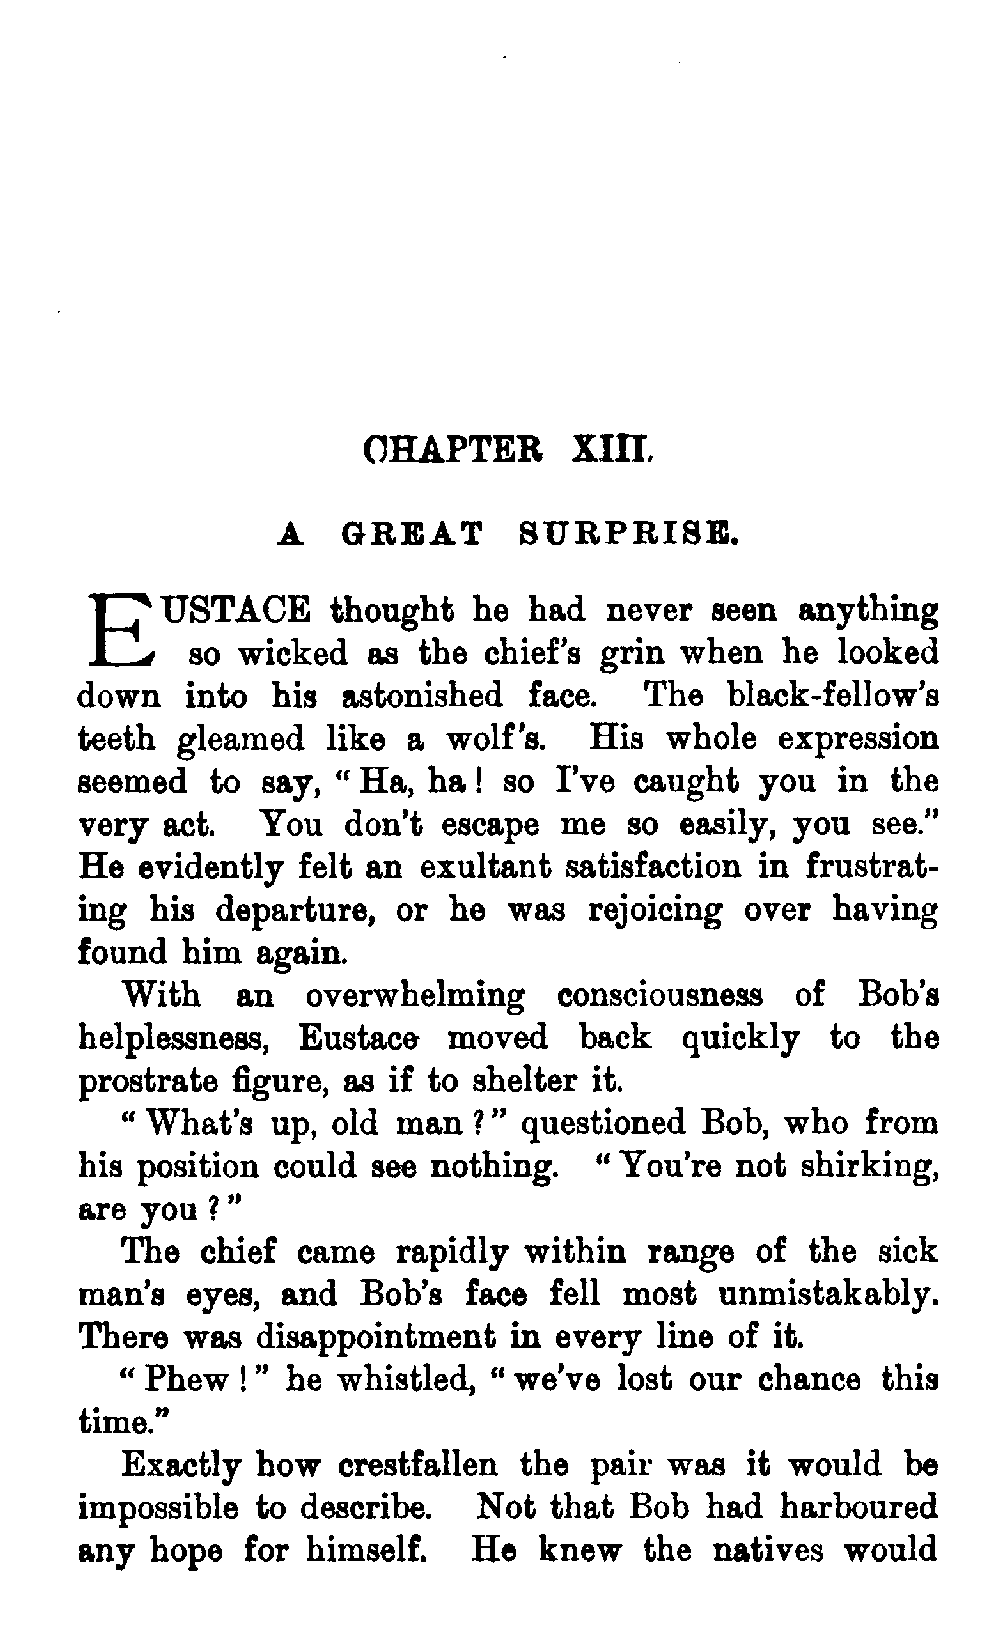 CHAPTER XIII.
A GREAT SURPRISE.
EUSTACE thought he had never seen anything
so wicked as the chief's grin when he looked
down into his astonished face. The black-fellow's
teeth gleamed like a wolf's. His whole expression
seemed to say, "Ha, ha! so I've caught you in the
very act. You don't escape me so easily, you see."
He evidently felt an exultant satisfaction in frustrat-
ing his departure, or he was rejoicing over having
found him again.
With an overwhelming consciousness of Bob's
helplessness, Eustace moved back quickly to the
prostrate figure, as if to shelter it.
"What's up, old man?" questioned Bob, who from
his position could see nothing. "You're not shirking,
are you?"
The chief came rapidly within range of the sick
man's eyes, and Bob's face fell most unmistakably.
There was disappointment in every line of it.
"Phew!" he whistled, "we've lost our chance this
time."
Exactly how crestfallen the pair was it would be
impossible to describe. Not that Bob had harboured
any hope for himself. He knew the natives would